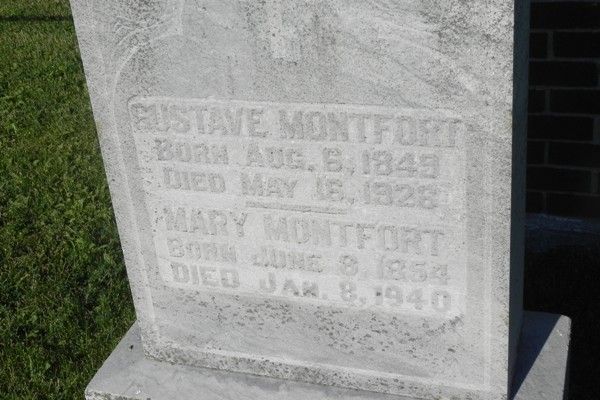 GUSTAVE MONTFORT
BORN AUG. 6, 1849
DIED MAY 16, 1928
MARY MONTFORT
BORN JUNE 8, 1854
DIED JAN. 8, 1940